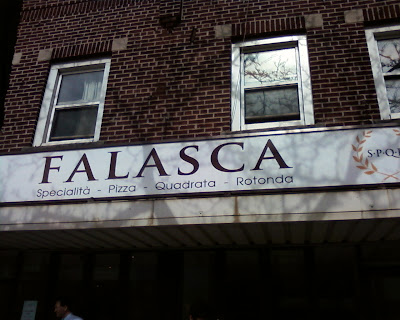 FALASCA
Specialità - Pizza - Quadrata - Rotonda